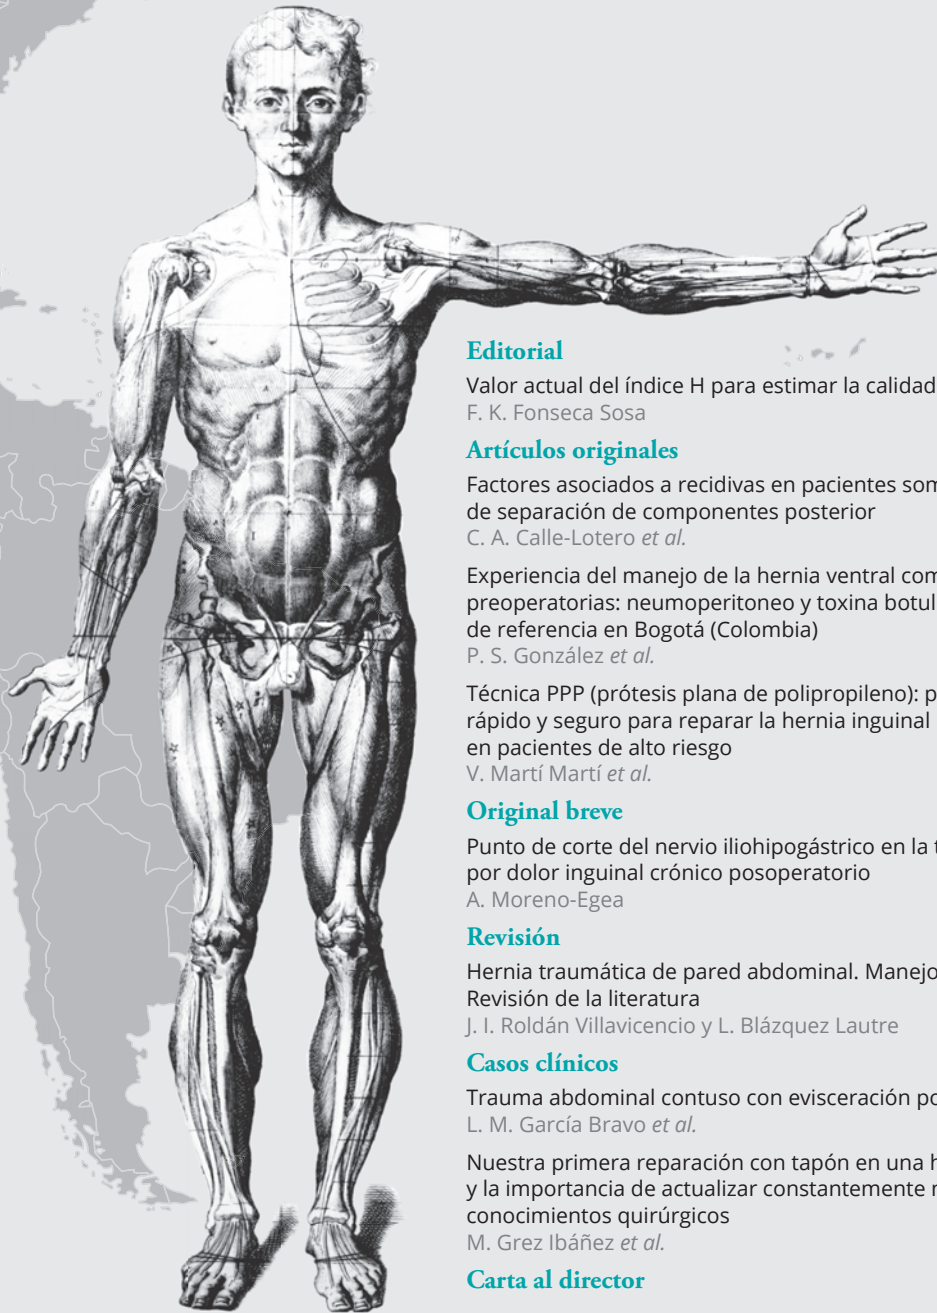 Editorial
Valor actual del índice H para estimar la calidad
F. K. Fonseca Sosa
Artículos originales
Factores asociados a recidivas en pacientes som
de separación de componentes posterior
C. A. Calle-Lotero et al.
Experiencia del manejo de la hernia ventral com
preoperatorias: neumoperitoneo y toxina botul
de referencia en Bogotá (Colombia)
P. S. González et al.
Técnica PPP (prótesis plana de polipropileno): p
rápido y seguro para reparar la hernia inguinal
en pacientes de alto riesgo
V. Martí Martí et al.
Original breve
Punto de corte del nervio iliohipogástrico en la t
por dolor inguinal crónico posoperatorio
A. Moreno-Egea
Revisión
Hernia traumática de pared abdominal. Manejo
Revisión de la literatura
J. I. Roldán Villavicencio y L. Blázquez Lautre
Casos clínicos
Trauma abdominal contuso con evisceración po
L. M. García Bravo et al.
Nuestra primera reparación con tapón en una h
y la importancia de actualizar constantemente n
conocimientos quirúrgicos
M. Grez Ibáñez et al.
Carta al director